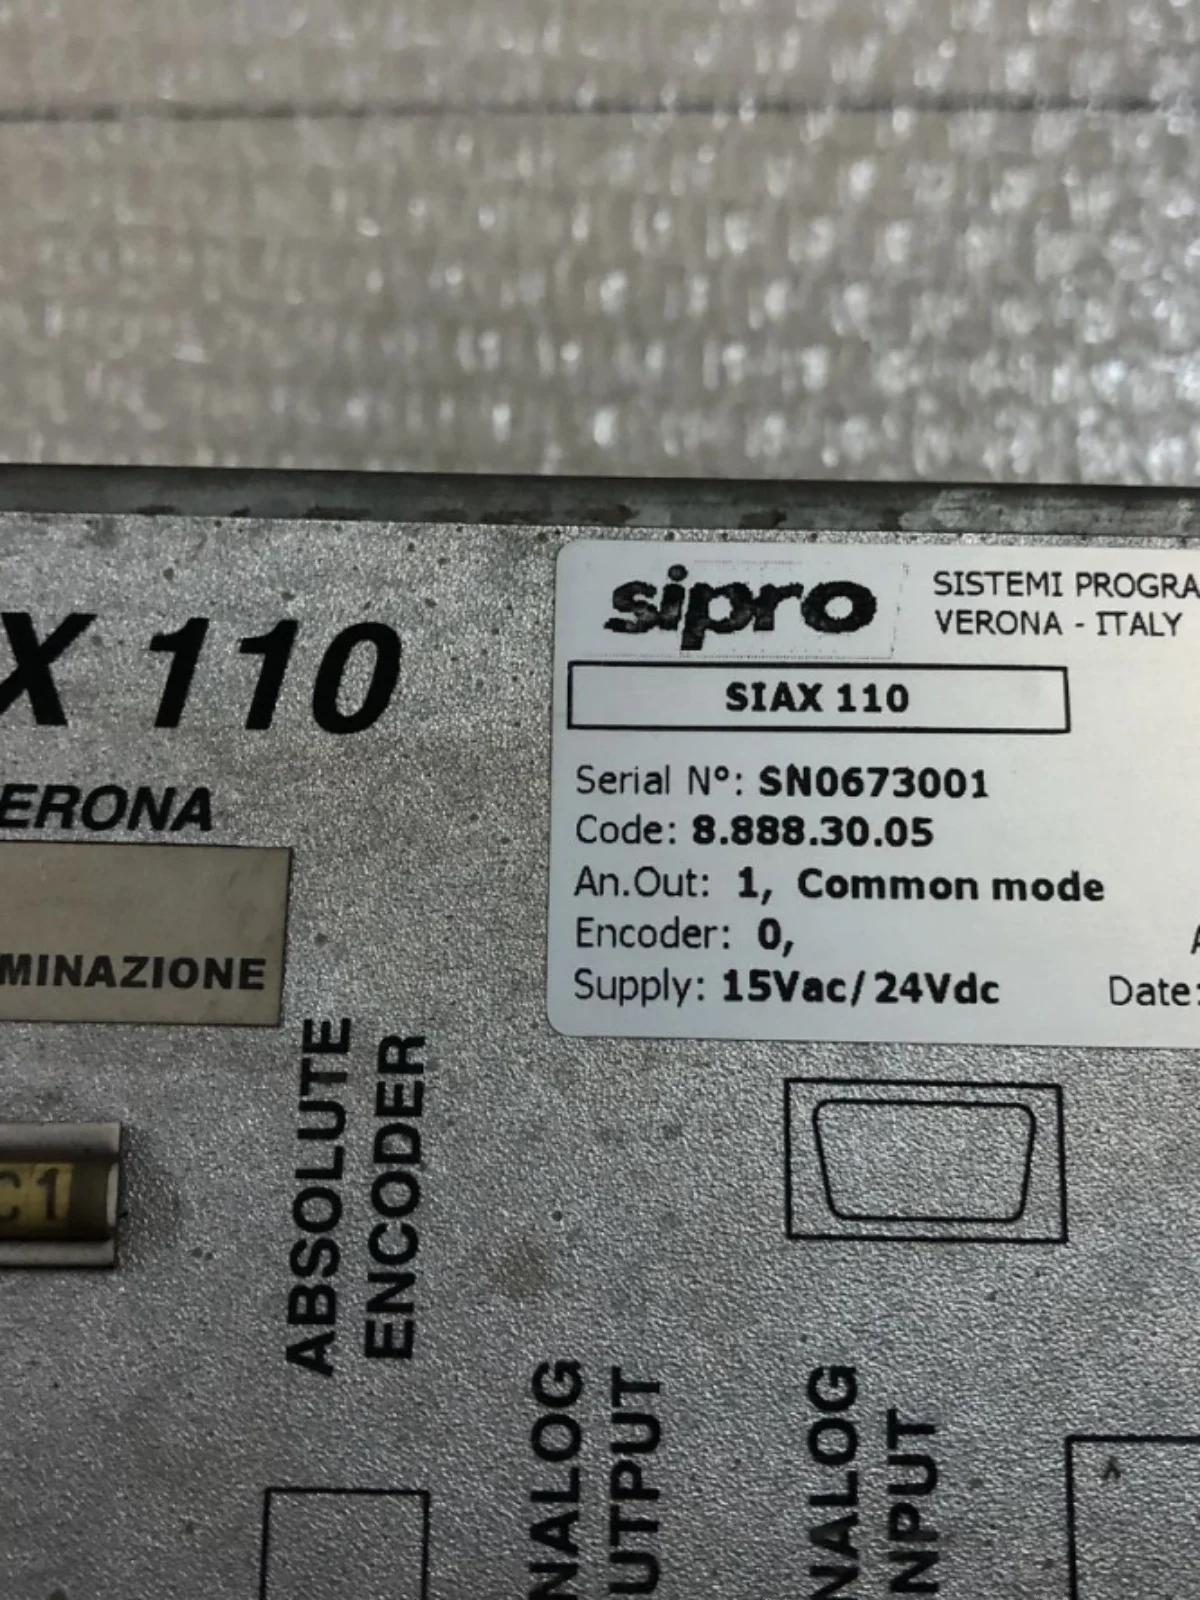 X 110
ERONA
MINAZIONE
C1
ABSOLUTE
ENCODER
sipro
SISTEMI PROGRA
VERONA - ITALY
SIAX 110
Serial N°: SN0673001
Code: 8.888.30.05
An.Out: 1, Common mode
Encoder: 0,
Supply: 15Vac/24Vdc
Date:
NALOG
UTPUT
NALOG
NPUT